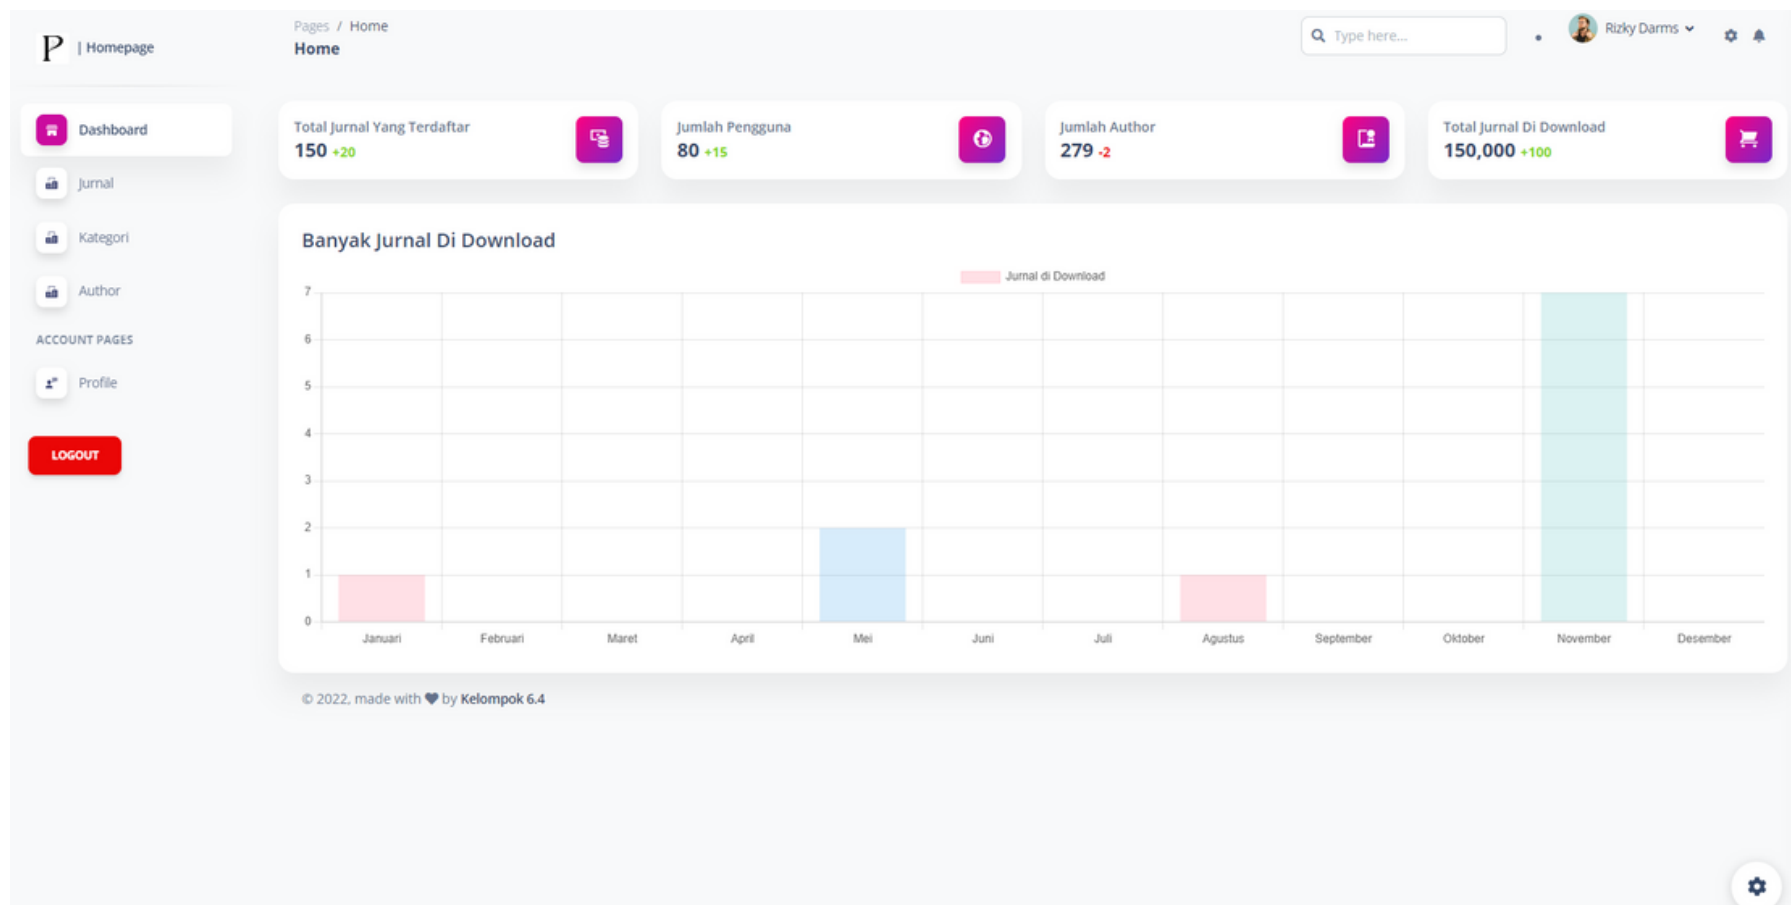 P | Homepage
Pages / Home
Home
Type here...
Rizky Darms
Dashboard
Jurnal
Kategori
Author
ACCOUNT PAGES
Profile
LOGOUT
Total Jurnal Yang Terdaftar
150 +20
Jumlah Pengguna
80 +15
Jumlah Author
279 -2
Total Jurnal Di Download
150,000 +100
Banyak Jurnal Di Download
Jurnal di Download
7
6
5
4
3
2
1
0
Januari Februari Maret April Mei Juni Juli Agustus September Oktober November Desember
© 2022, made with ♥ by Kelompok 6.4